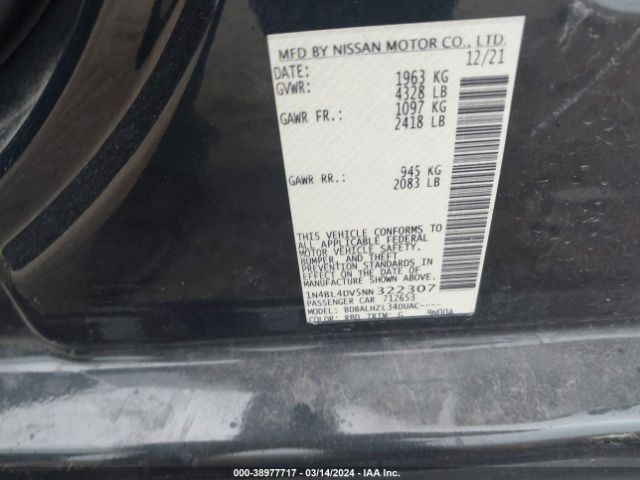 MFD BY NISSAN MOTOR CO., LTD.
DATE: 12/21
GVWR: 1963 KG
4328 LB
GAWR FR.: 1097 KG
2418 LB
GAWR RR.: 945 KG
2083 LB
THIS VEHICLE CONFORMS TO
ALL APPLICABLE FEDERAL
MOTOR VEHICLE SAFETY,
BUMPER, AND THEFT
PREVENTION STANDARDS IN
EFFECT ON THE DATE OF
MANUFACTURE SHOWN ABOVE.
1N4BL4DV5NN322307
PASSENGER CAR 712653
MODEL: BDBALHZL34DUAC----
COLOR: RBD TRIM: G 9N00A
000-38977717 - 03/14/2024 - IAA Inc.